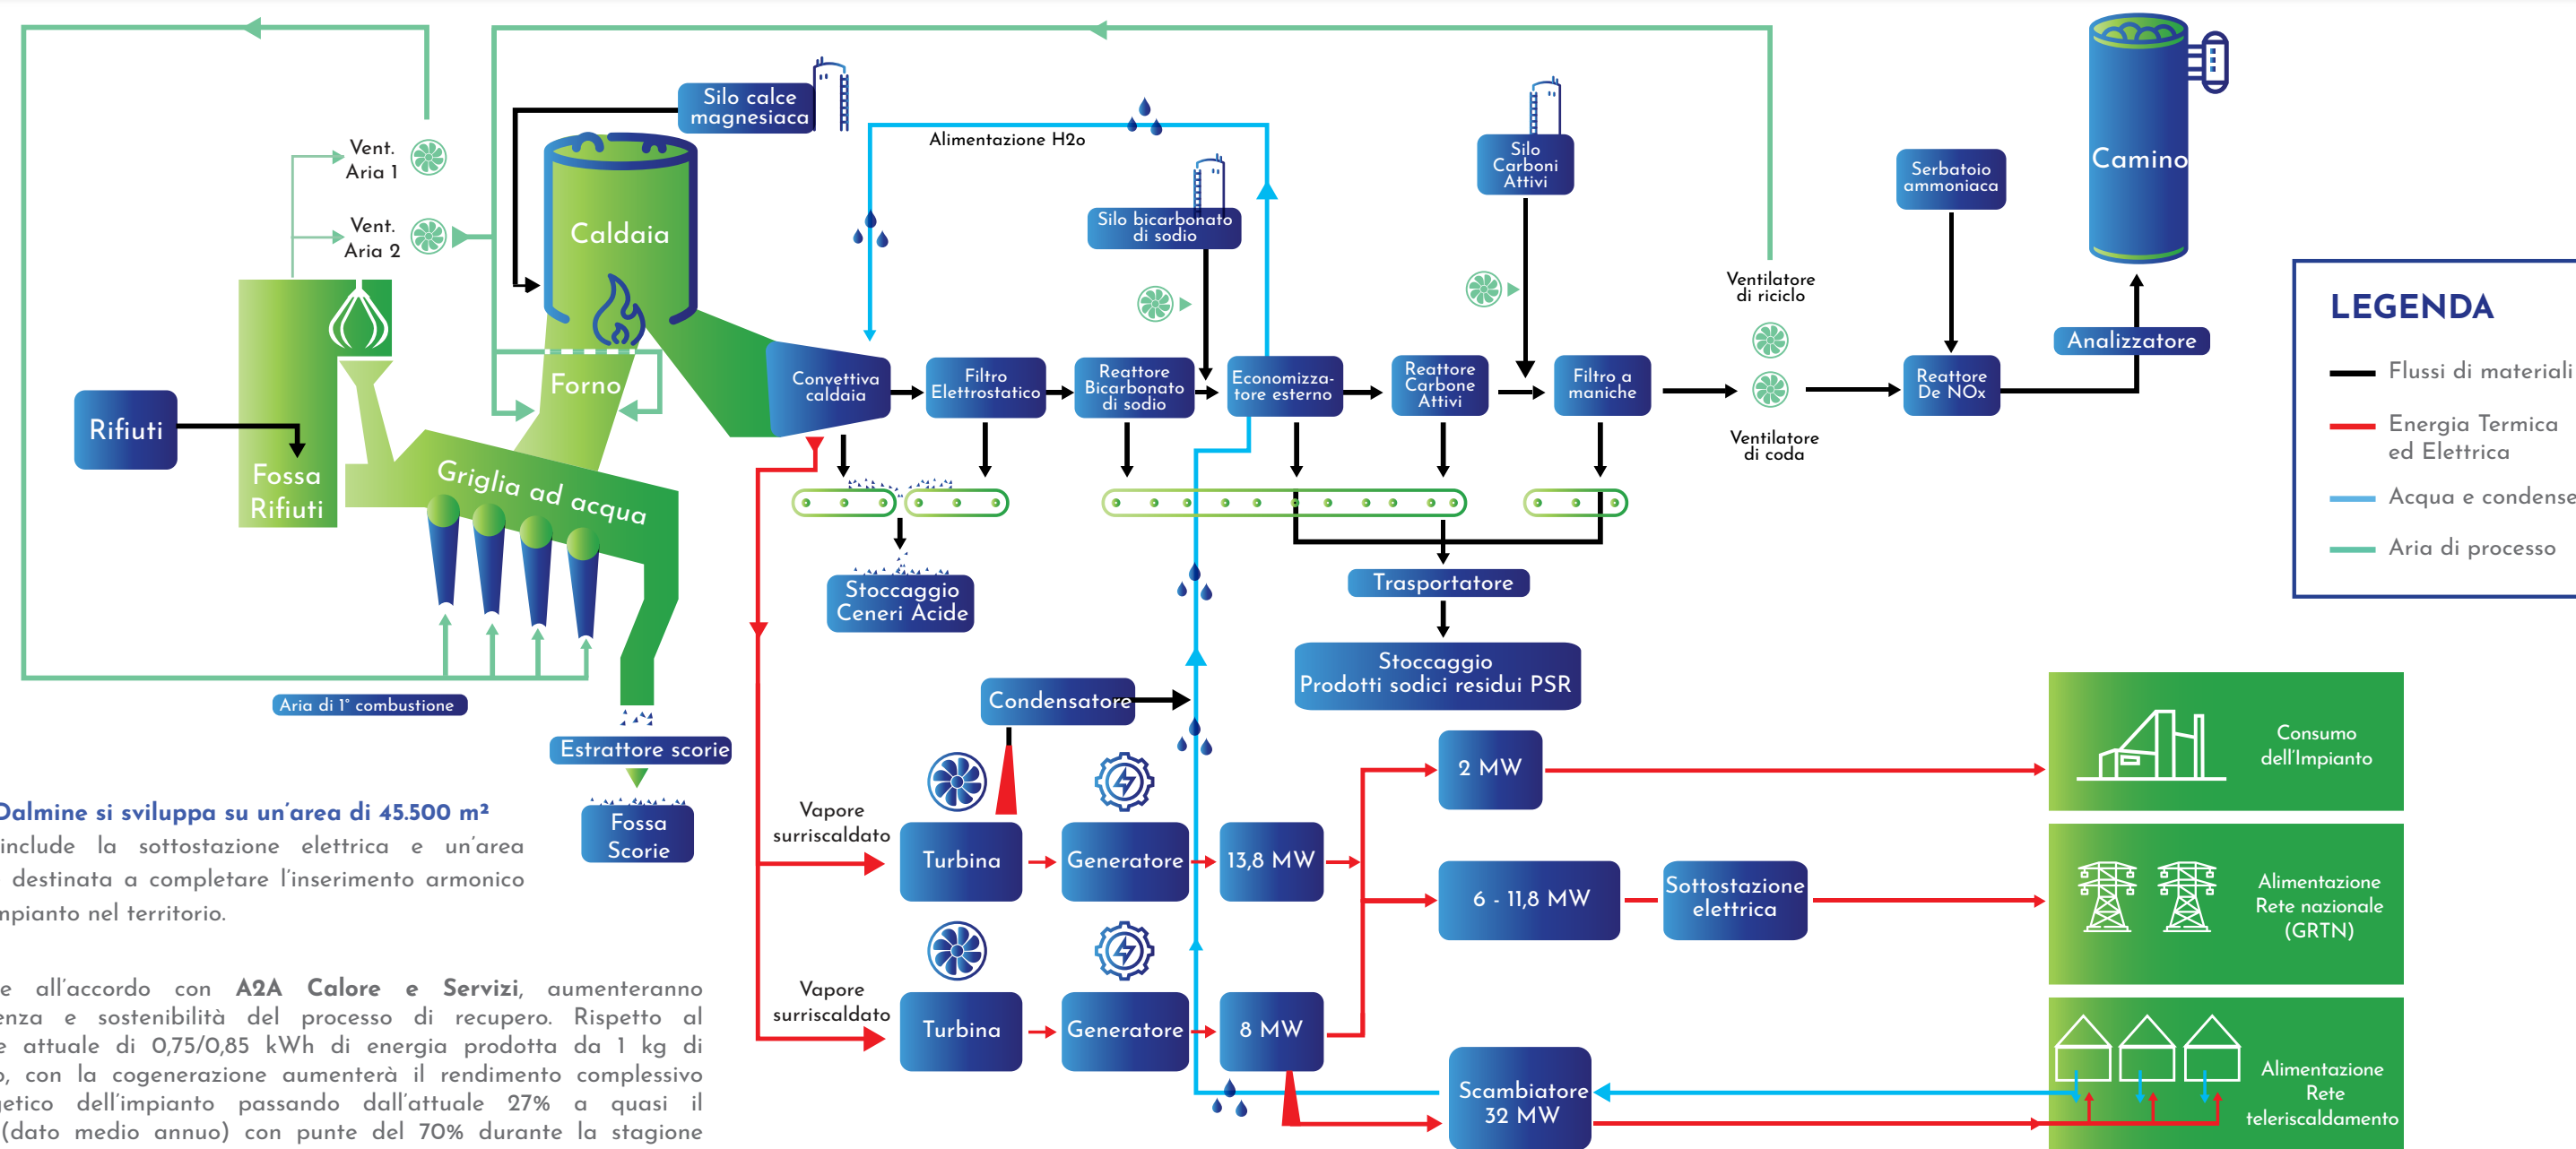 Vent.
Aria 1
Vent.
Aria 2
Silo calce
magnesiaca
Alimentazione H2o
Silo bicarbonato
di sodio
Silo
Carboni
Attivi
Ventilatore
di riciclo
Serbatoio
ammoniaca
Camino
Analizzatore
Caldaia
Forno
Rifiuti
Fossa
Rifiuti
Griglia ad acqua
Convettiva
caldaia
Filtro
Elettrostatico
Reattore
Bicarbonato
di sodio
Economizza-
tore esterno
Reattore
Carbone
Attivi
Filtro a
maniche
Ventilatore
di coda
Reattore
De NOx
LEGENDA
Flussi di materiali
Energia Termica
ed Elettrica
Acqua e condense
Aria di processo
Stoccaggio
Ceneri Acide
Trasportatore
Stoccaggio
Prodotti sodici residui PSR
Aria di 1° combustione
Estrattore scorie
Fossa
Scorie
Condensatore
Vapore
surriscaldato
Turbina
Generatore
13,8 MW
2 MW
Consumo
dell'Impianto
6 - 11,8 MW
Sottostazione
elettrica
Alimentazione
Rete nazionale
(GRTN)
Vapore
surriscaldato
Turbina
Generatore
8 MW
Scambiatore
32 MW
Alimentazione
Rete
teleriscaldamento
Dalmine si sviluppa su un'area di 45.500 m²
include la sottostazione elettrica e un'area
destinata a completare l'inserimento armonico
mpianto nel territorio.
e all'accordo con A2A Calore e Servizi, aumenteranno
enza e sostenibilità del processo di recupero. Rispetto al
e attuale di 0,75/0,85 kWh di energia prodotta da 1 kg di
o, con la cogenerazione aumenterà il rendimento complessivo
getico dell'impianto passando dall'attuale 27% a quasi il
(dato medio annuo) con punte del 70% durante la stagione